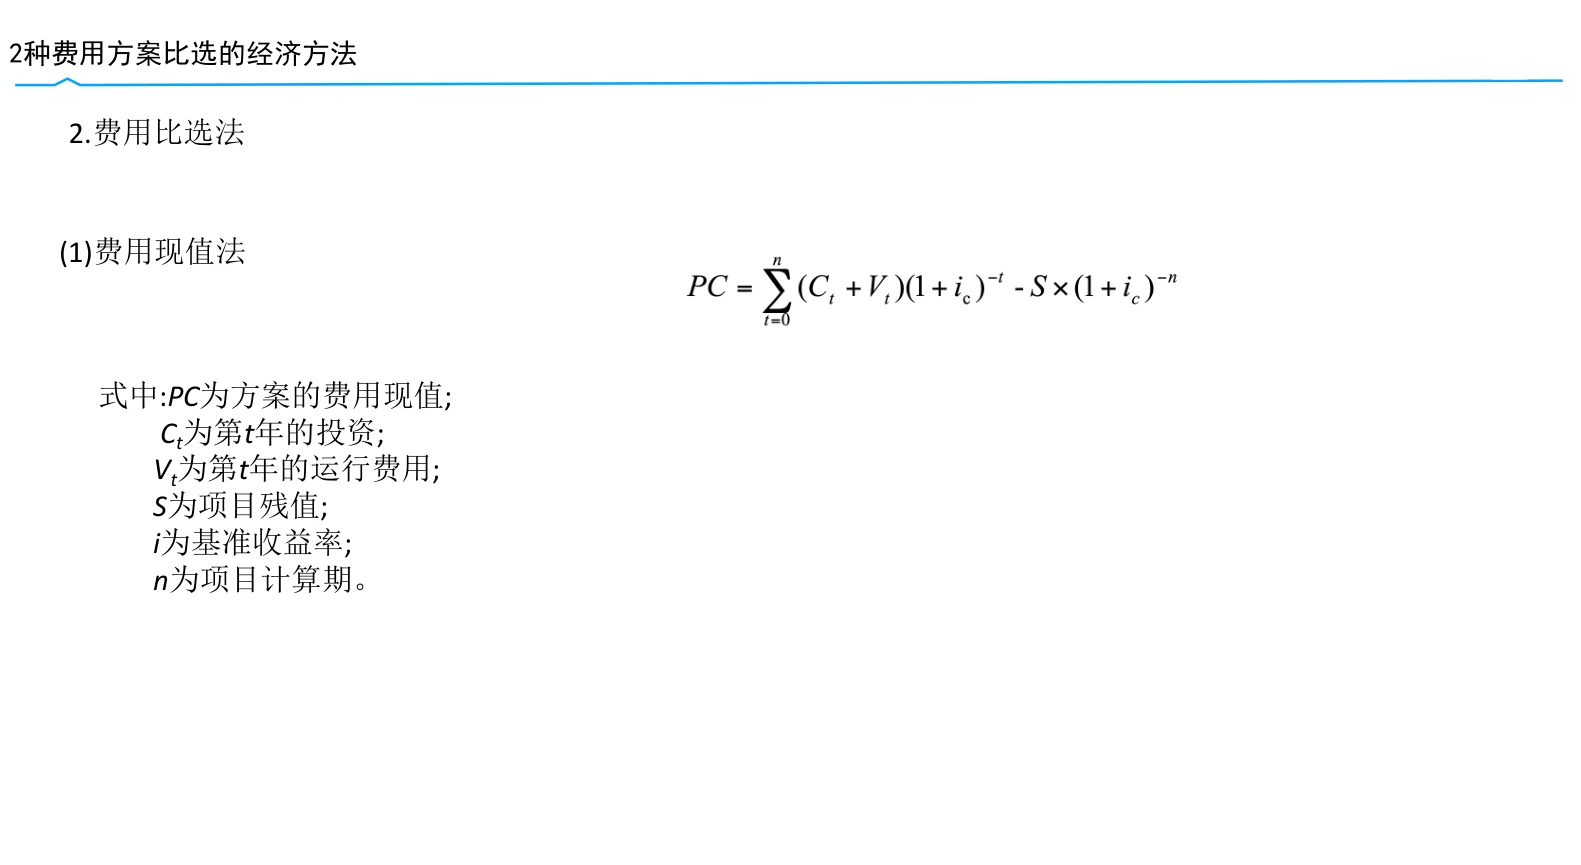 2种费用方案比选的经济方法
2.费用比选法
(1)费用现值法
PC = \sum_{t=0}^{n} (C_t + V_t)(1 + i_c)^{-t} - S × (1 + i_c)^{-n}
式中:PC为方案的费用现值;
C_t为第t年的投资;
V_t为第t年的运行费用;
S为项目残值;
i为基准收益率;
n为项目计算期。